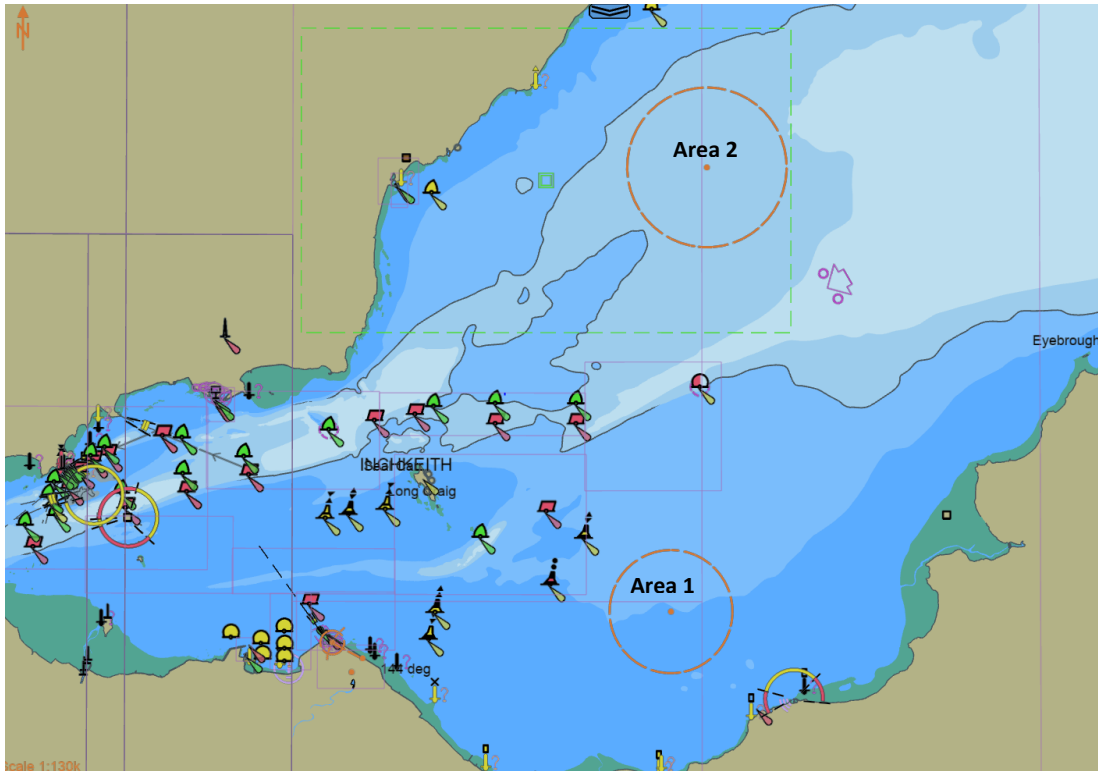 N
Area 2
Eyebrough
INCHKEITH
Long Craig
Area 1
144 deg
Scale 1:130k